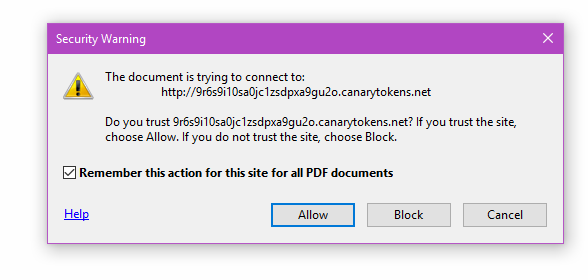 Security Warning
The document is trying to connect to:
http://9r6s9i10sa0jc1zsdpxa9gu2o.canarytokens.net
Do you trust 9r6s9i10sa0jc1zsdpxa9gu2o.canarytokens.net? If you trust the site,
choose Allow. If you do not trust the site, choose Block.
Remember this action for this site for all PDF documents
Help
Allow
Block
Cancel